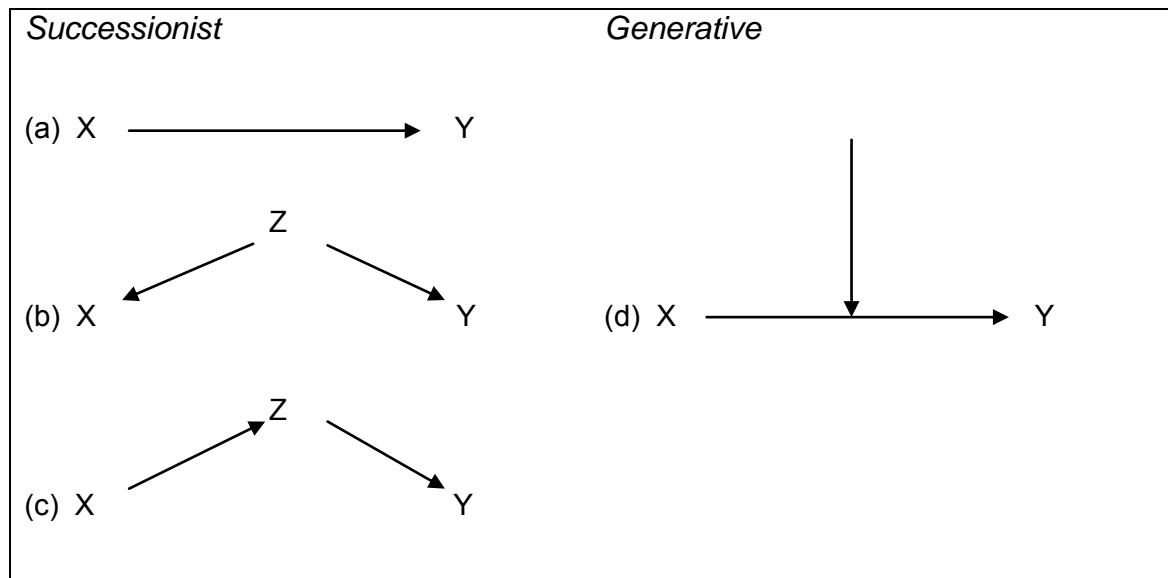 Successionist
Generative
(a) X Y
Z
(b) X Y
(d) X Y
Z
(c) X Y